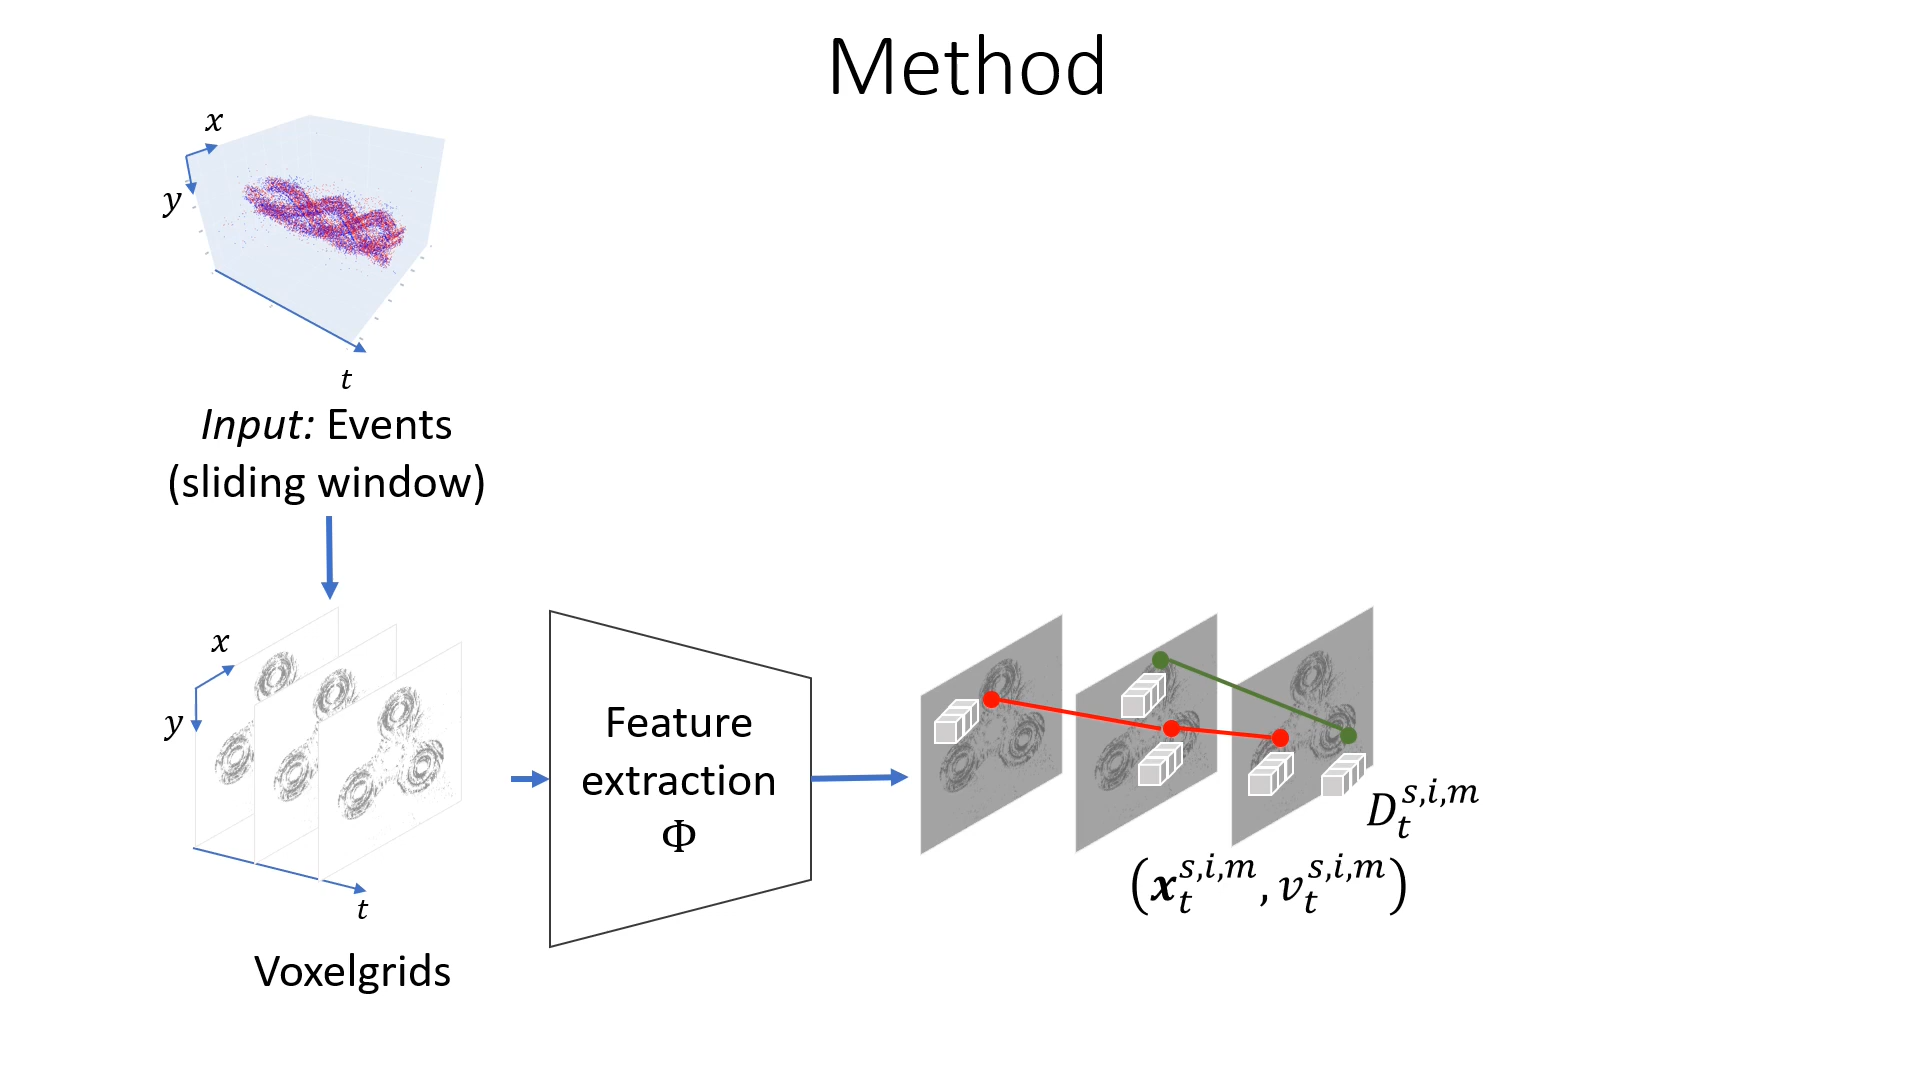 Method
x
y
t
Input: Events
(sliding window)
x
y
t
Voxelgrids
Feature
extraction
Φ
D_t^{s,i,m}
(x_t^{s,i,m}, v_t^{s,i,m})